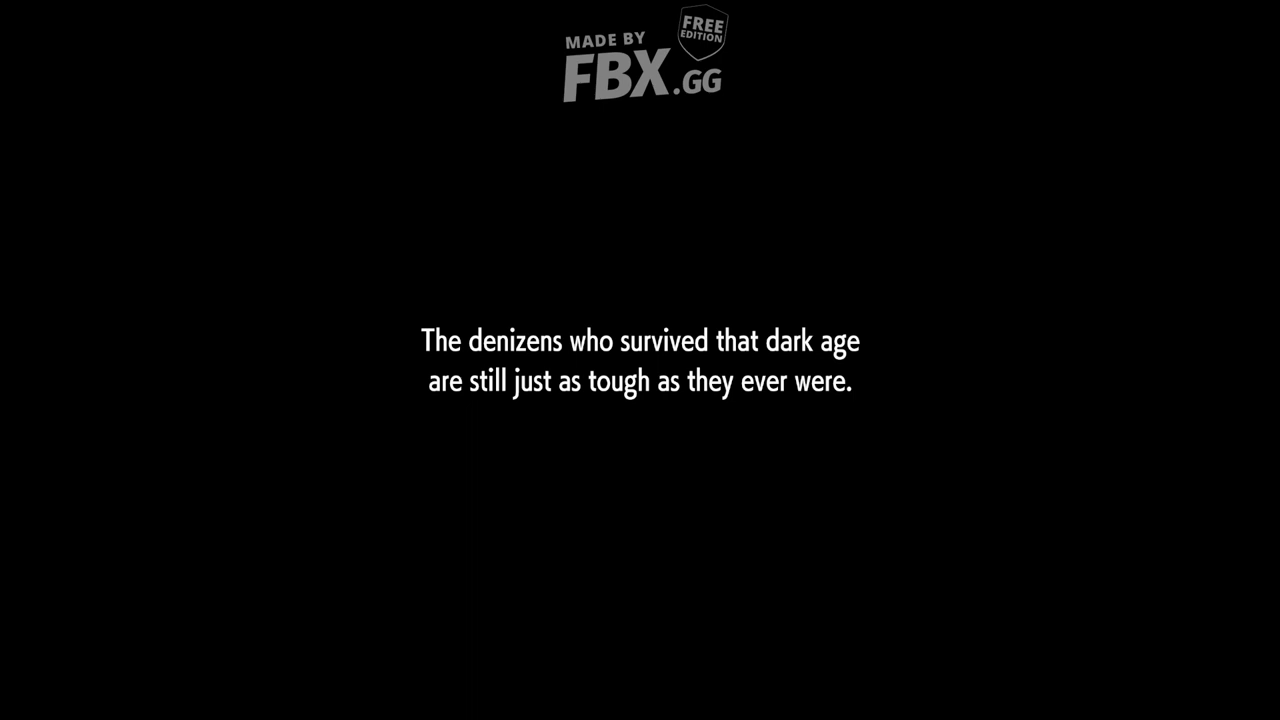 MADE BY
FREE
EDITION
FBX.GG
The denizens who survived that dark age
are still just as tough as they ever were.